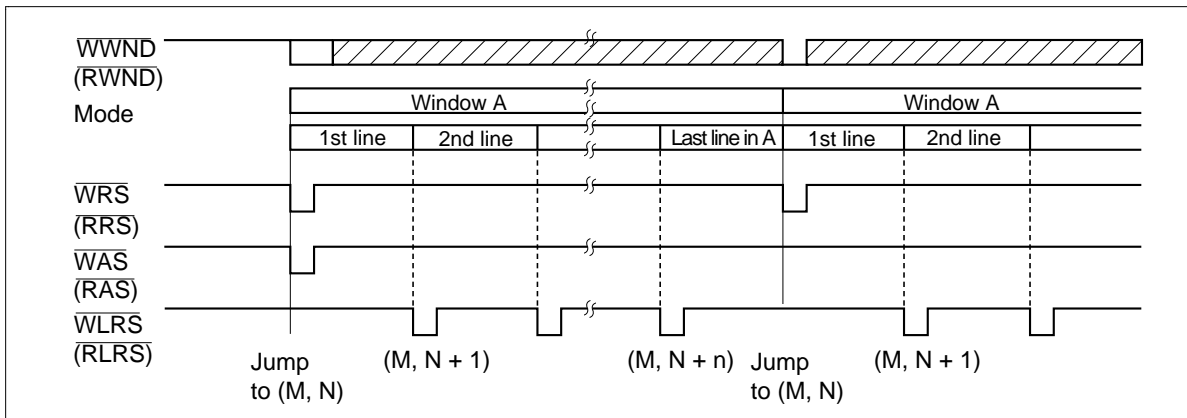 WWND
(RWND)
Mode
Window A Window A
1st line 2nd line Last line in A 1st line 2nd line
WRS
(RRS)
WAS
(RAS)
WLRS
(RLRS)
Jump to (M, N)
(M, N + 1)
(M, N + n)
Jump to (M, N)
(M, N + 1)